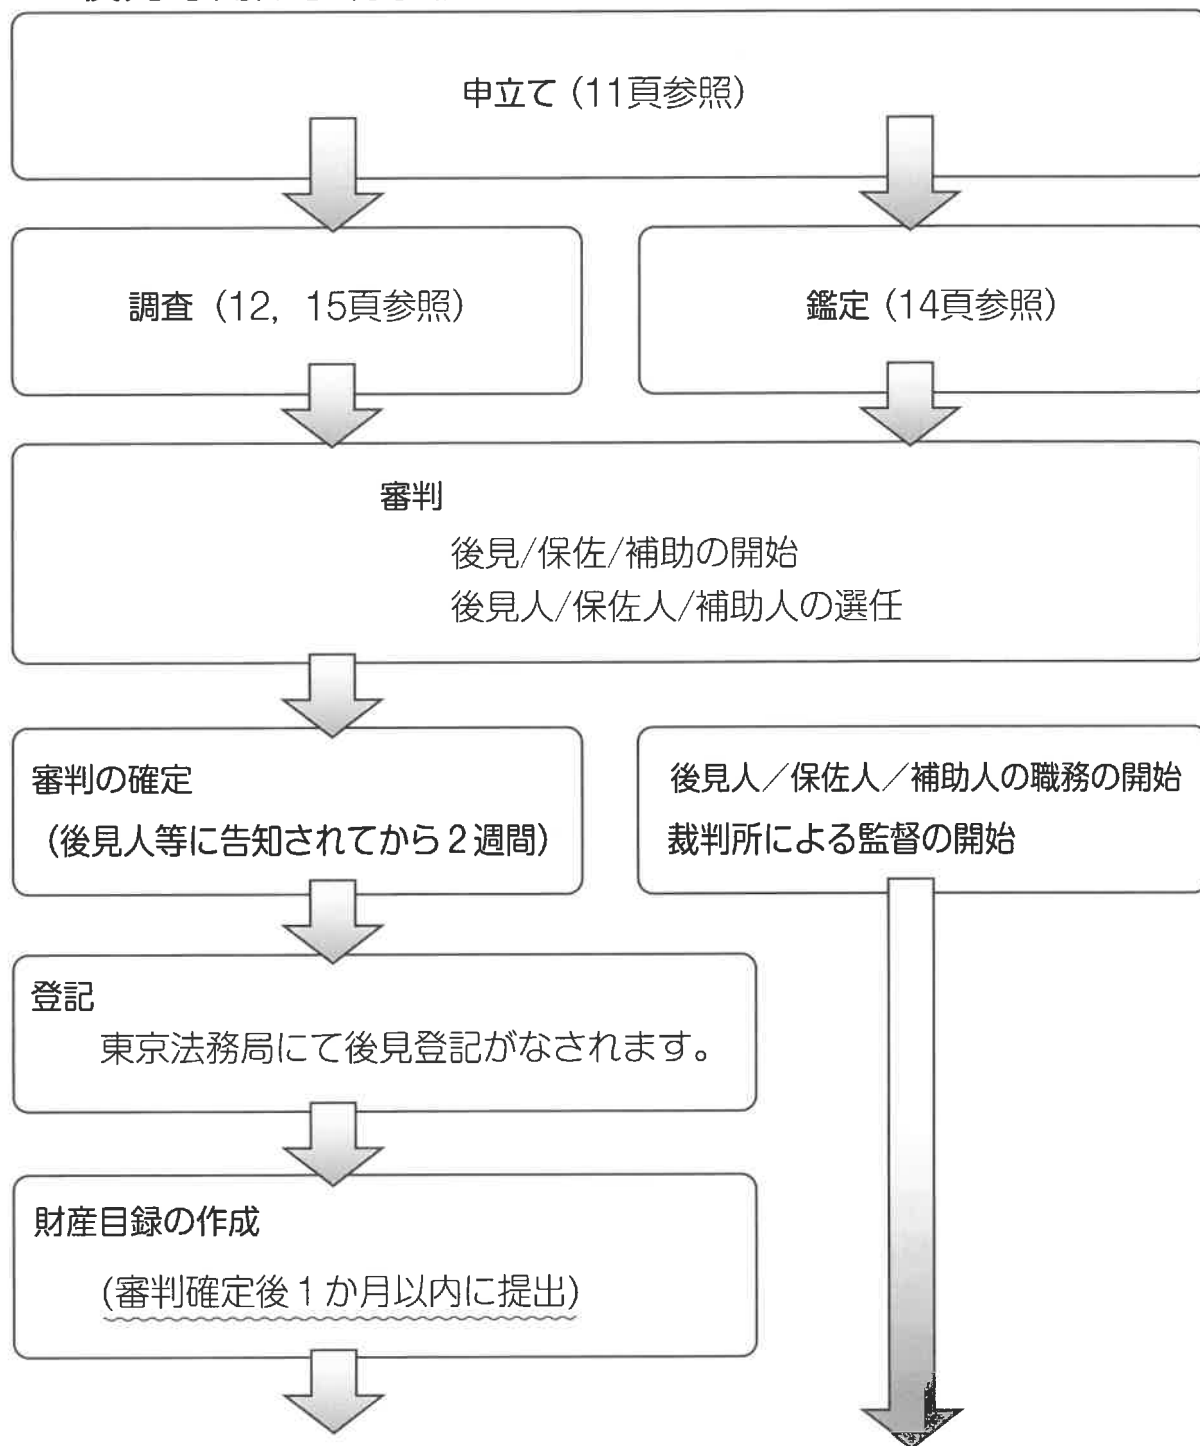 申立て（11頁参照）
調査（12，15頁参照）
鑑定（14頁参照）
審判
後見/保佐/補助の開始
後見人/保佐人/補助人の選任
審判の確定
（後見人等に告知されてから２週間）
後見人／保佐人／補助人の職務の開始
裁判所による監督の開始
登記
東京法務局にて後見登記がなされます。
財産目録の作成
（審判確定後１か月以内に提出）